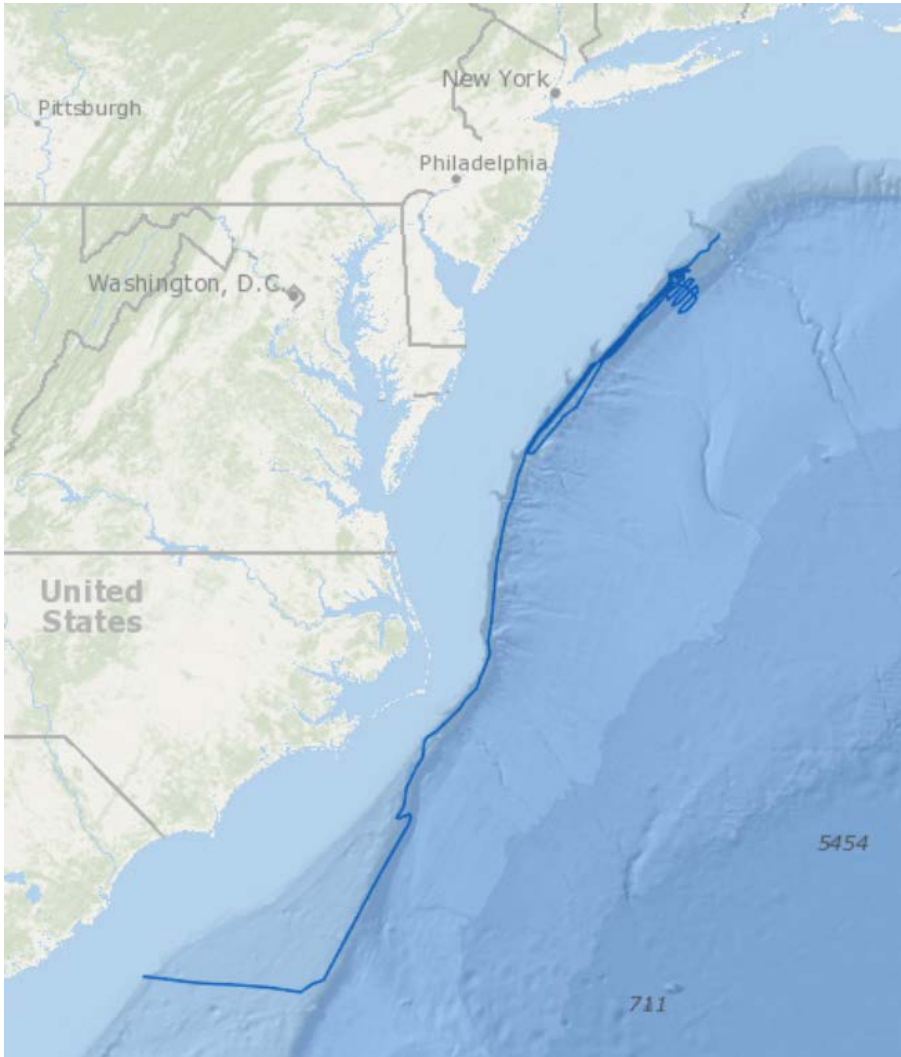 New York
Pittsburgh
Philadelphia
Washington, D.C.
United
States
5454
711